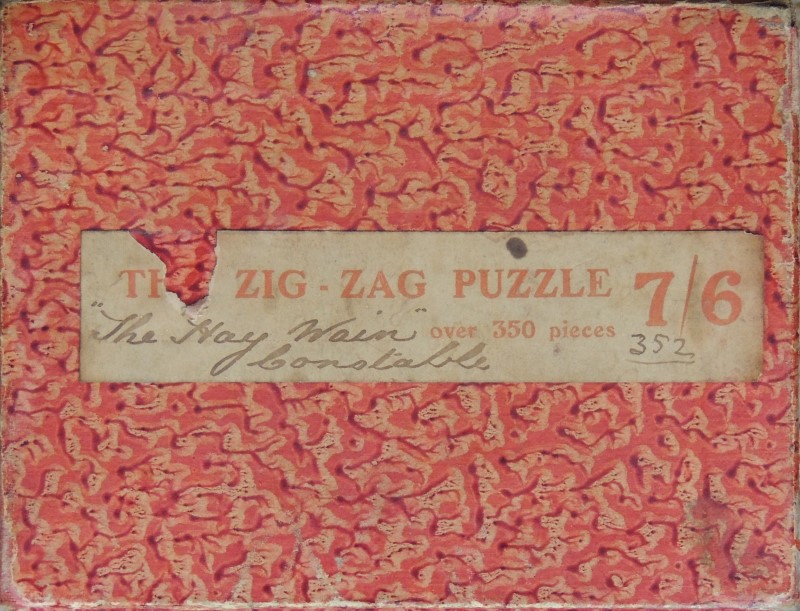 ZIG - ZAG PUZZLE 7/6
"The Hay Wain" over 350 pieces 352
Constable